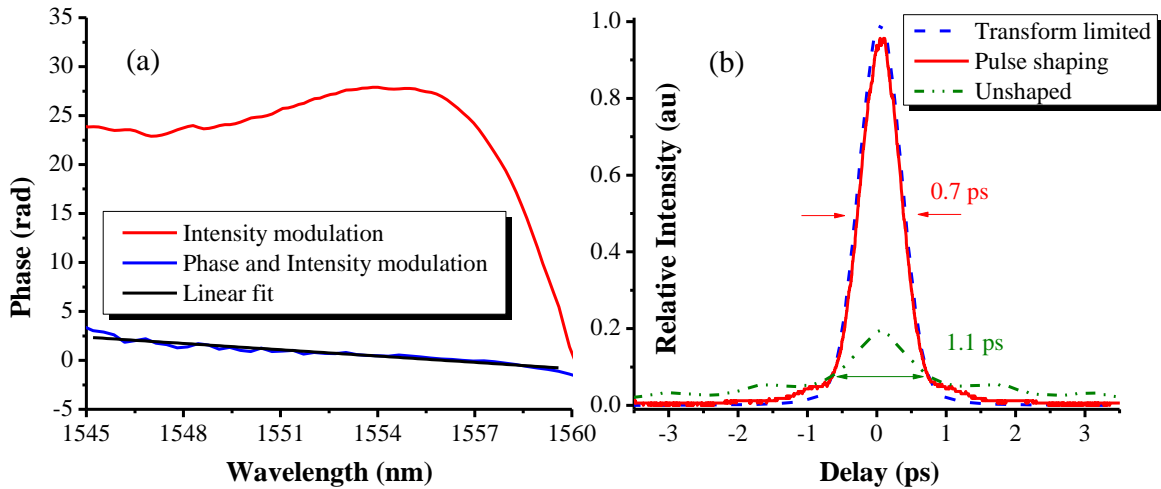 (a)
35
30
25
20
15
10
5
0
-5
Phase (rad)
Intensity modulation
Phase and Intensity modulation
Linear fit
1545 1548 1551 1554 1557 1560
Wavelength (nm)
(b)
1.0
0.8
0.6
0.4
0.2
0.0
Relative Intensity (au)
Transform limited
Pulse shaping
Unshaped
0.7 ps
1.1 ps
-3 -2 -1 0 1 2 3
Delay (ps)